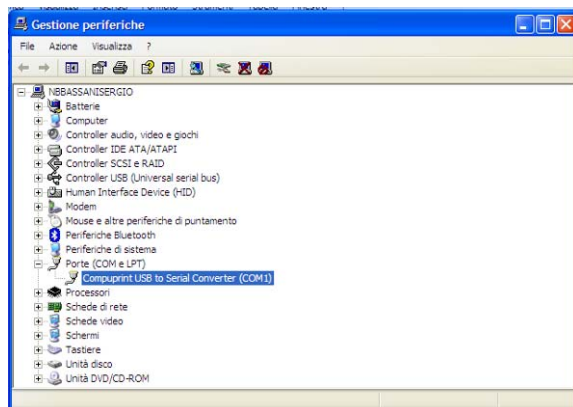 Gestione periferiche
File Azione Visualizza ?
NBBASSANISERGIO
Batterie
Computer
Controller audio, video e giochi
Controller IDE ATA/ATAPI
Controller SCSI e RAID
Controller USB (Universal serial bus)
Human Interface Device (HID)
Modem
Mouse e altre periferiche di puntamento
Periferiche Bluetooth
Periferiche di sistema
Porte (COM e LPT)
Compuprint USB to Serial Converter (COM1)
Processori
Schede di rete
Schede video
Schermi
Tastiere
Unità disco
Unità DVD/CD-ROM